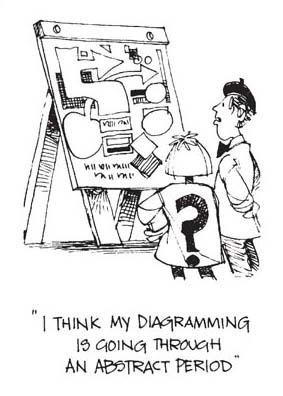 ?
"I THINK MY DIAGRAMMING
IS GOING THROUGH
AN ABSTRACT PERIOD"